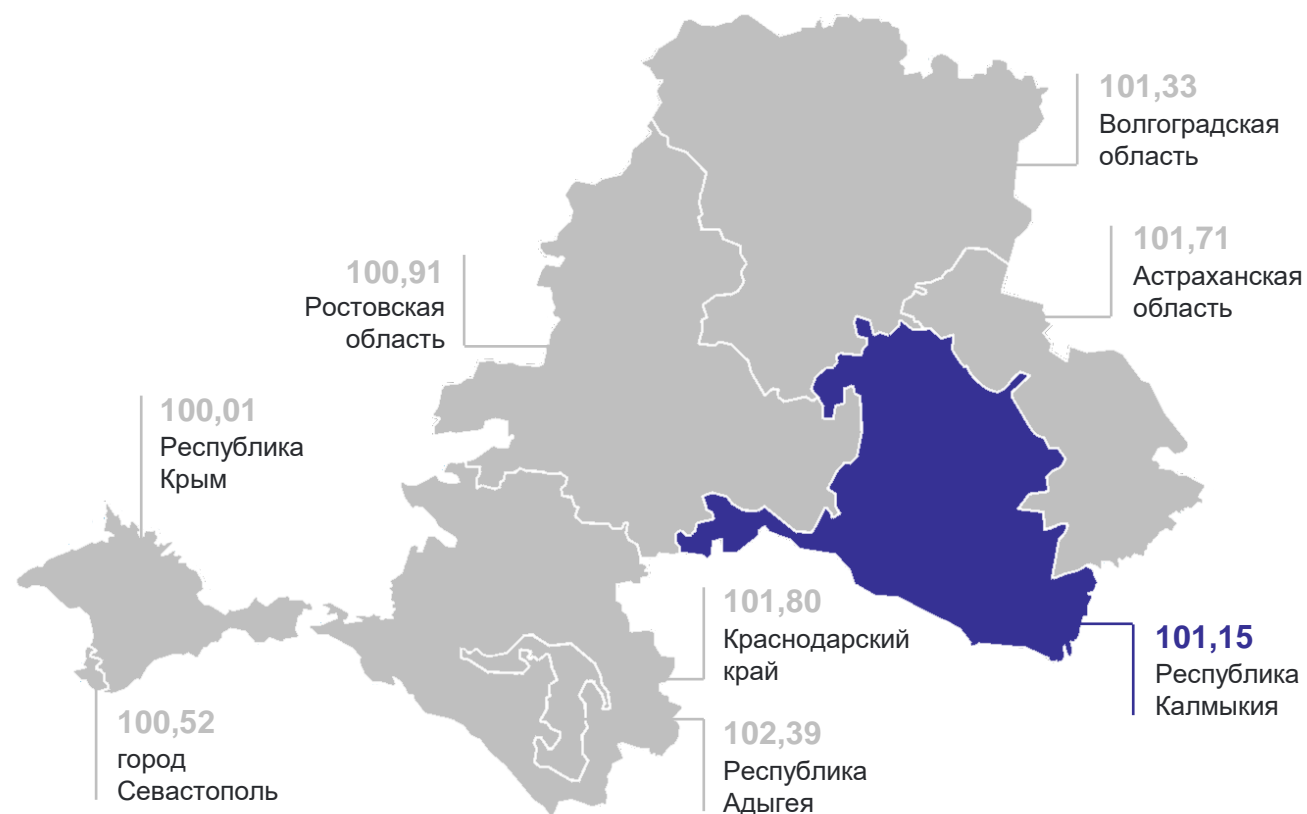 101,33
Волгоградская
область
101,71
Астраханская
область
100,91
Ростовская
область
100,01
Республика
Крым
101,80
Краснодарский
край
101,15
Республика
Калмыкия
100,52
город
Севастополь
102,39
Республика
Адыгея